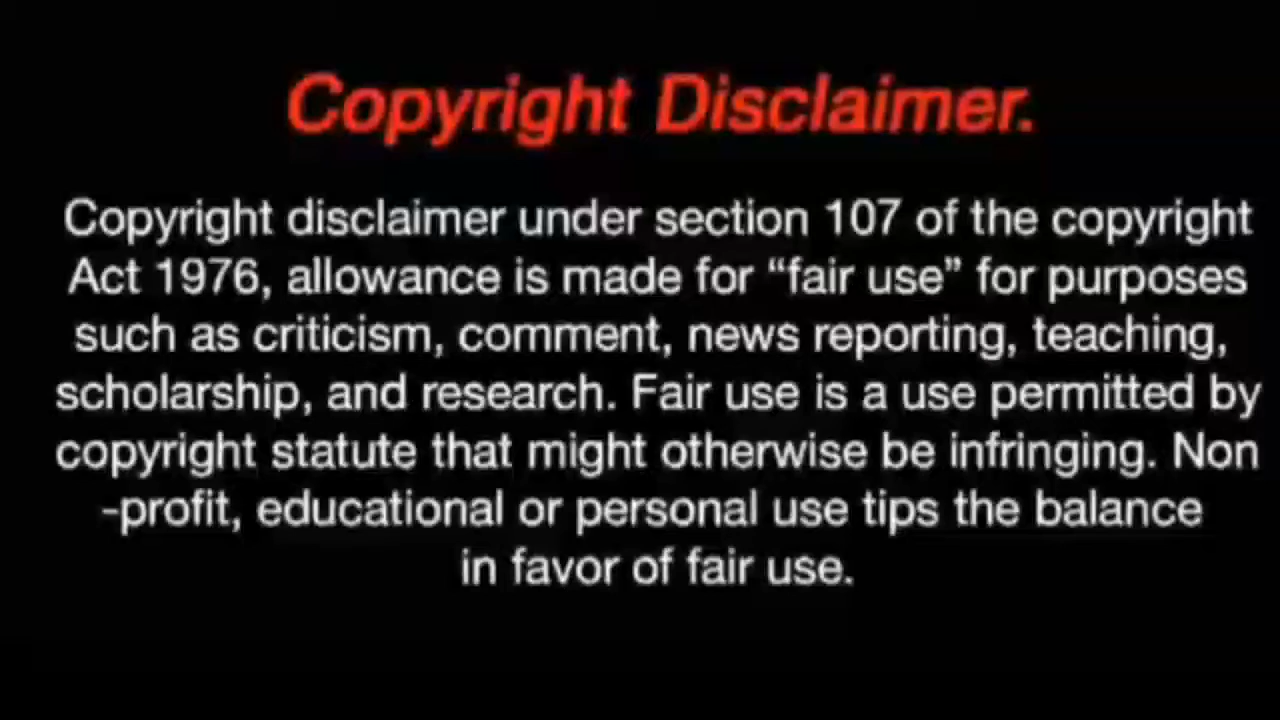 Copyright Disclaimer.
Copyright disclaimer under section 107 of the copyright
Act 1976, allowance is made for “fair use” for purposes
such as criticism, comment, news reporting, teaching,
scholarship, and research. Fair use is a use permitted by
copyright statute that might otherwise be infringing. Non
-profit, educational or personal use tips the balance
in favor of fair use.